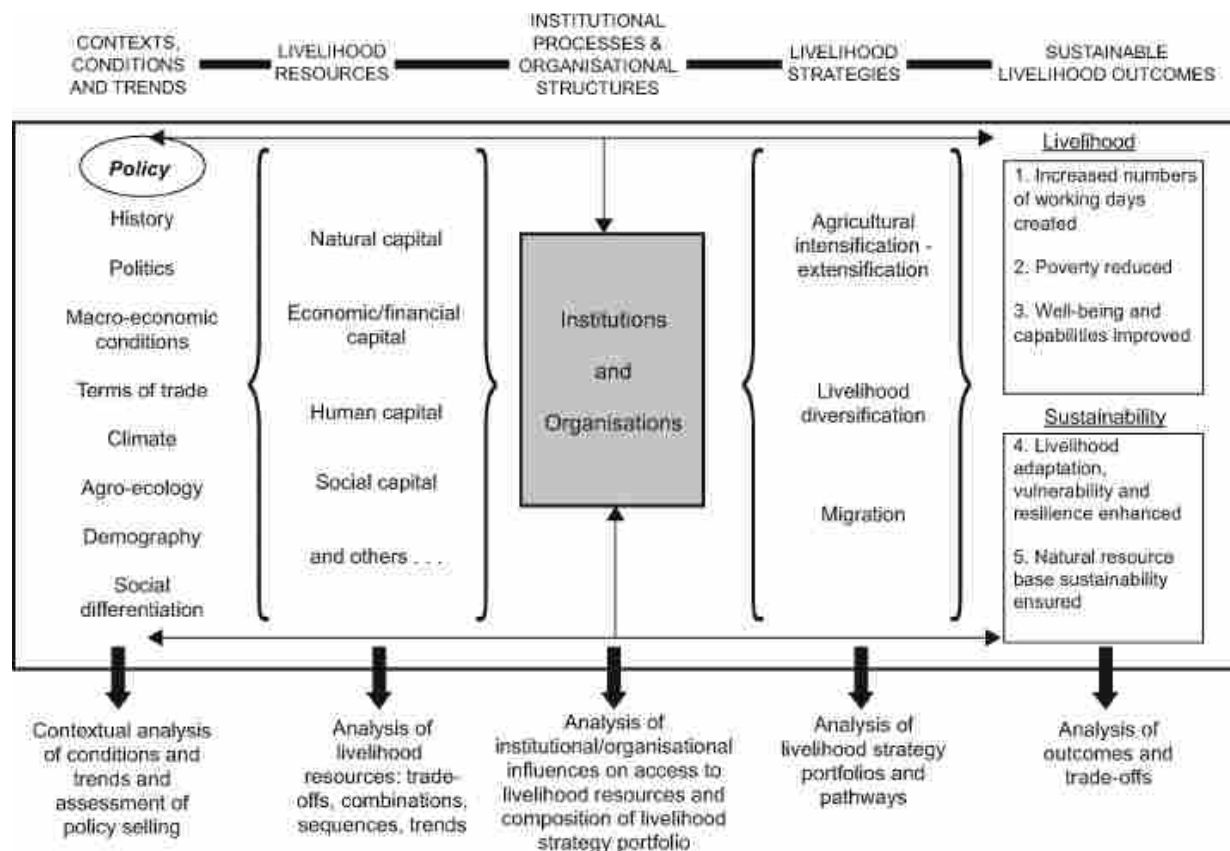 CONTEXTS,
CONDITIONS
AND TRENDS
LIVELIHOOD
RESOURCES
INSTITUTIONAL
PROCESSES &
ORGANISATIONAL
STRUCTURES
LIVELIHOOD
STRATEGIES
SUSTAINABLE
LIVELIHOOD OUTCOMES
Policy
History
Politics
Macro-economic
conditions
Terms of trade
Climate
Agro-ecology
Demography
Social
differentiation
Natural capital
Economic/financial
capital
Human capital
Social capital
and others . . .
Institutions
and
Organisations
Agricultural
intensification -
extensification
Livelihood
diversification
Migration
Livelihood
1. Increased numbers
of working days
created
2. Poverty reduced
3. Well-being and
capabilities improved
Sustainability
4. Livelihood
adaptation,
vulnerability and
resilience enhanced
5. Natural resource
base sustainability
ensured
Contextual analysis
of conditions and
trends and
assessment of
policy selling
Analysis of
livelihood
resources: trade-
offs, combinations,
sequences, trends
Analysis of
institutional/organisational
influences on access to
livelihood resources and
composition of livelihood
strategy portfolio
Analysis of
livelihood strategy
portfolios and
pathways
Analysis of
outcomes and
trade-offs